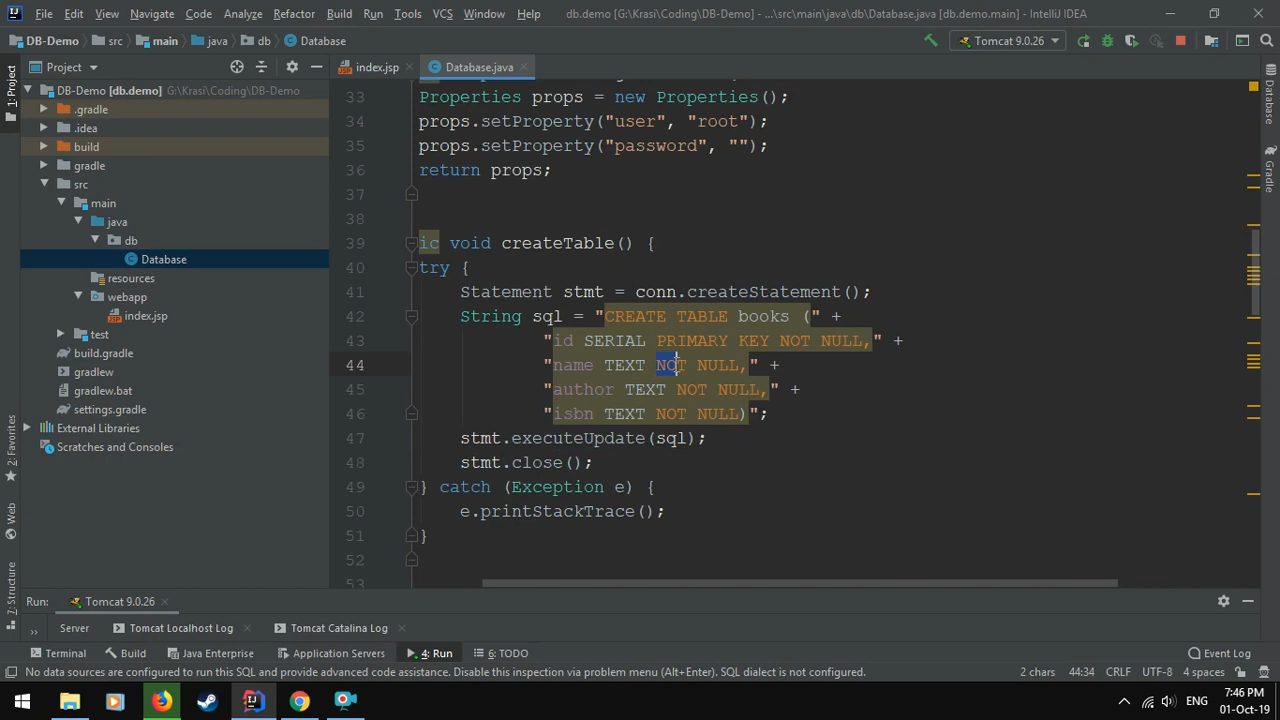 File Edit View Navigate Code Analyze Refactor Build Run Tools VCS Window Help db.demo [G:\Krasi\Coding\DB-Demo] - ...\src\main\java\db\Database.java [db.demo.main] - IntelliJ IDEA
DB-Demo src main java db Database Tomcat 9.0.26
Project index.jsp Database.java
1: Project
Database
Gradle
2: Favorites
Web
7: Structure
DB-Demo [db.demo] G:\Krasi\Coding\DB-Demo
.gradle
.idea
build
gradle
src
main
java
db
Database
resources
webapp
index.jsp
test
build.gradle
gradlew
gradlew.bat
settings.gradle
External Libraries
Scratches and Consoles
33 Properties props = new Properties();
34 props.setProperty("user", "root");
35 props.setProperty("password", "");
36 return props;
37
38
39 ic void createTable() {
40 try {
41 Statement stmt = conn.createStatement();
42 String sql = "CREATE TABLE books (" +
43 "id SERIAL PRIMARY KEY NOT NULL," +
44 "name TEXT NOT NULL," +
45 "author TEXT NOT NULL," +
46 "isbn TEXT NOT NULL)";
47 stmt.executeUpdate(sql);
48 stmt.close();
49 } catch (Exception e) {
50 e.printStackTrace();
51 }
52
53
Run: Tomcat 9.0.26
Server Tomcat Localhost Log Tomcat Catalina Log
Terminal Build Java Enterprise Application Servers 4: Run 6: TODO Event Log
No data sources are configured to run this SQL and provide advanced code assistance. Disable this inspection via problem menu (Alt+Enter). SQL dialect is not configured. 2 chars 44:34 CRLF UTF-8 4 spaces
ENG 7:46 PM
01-Oct-19